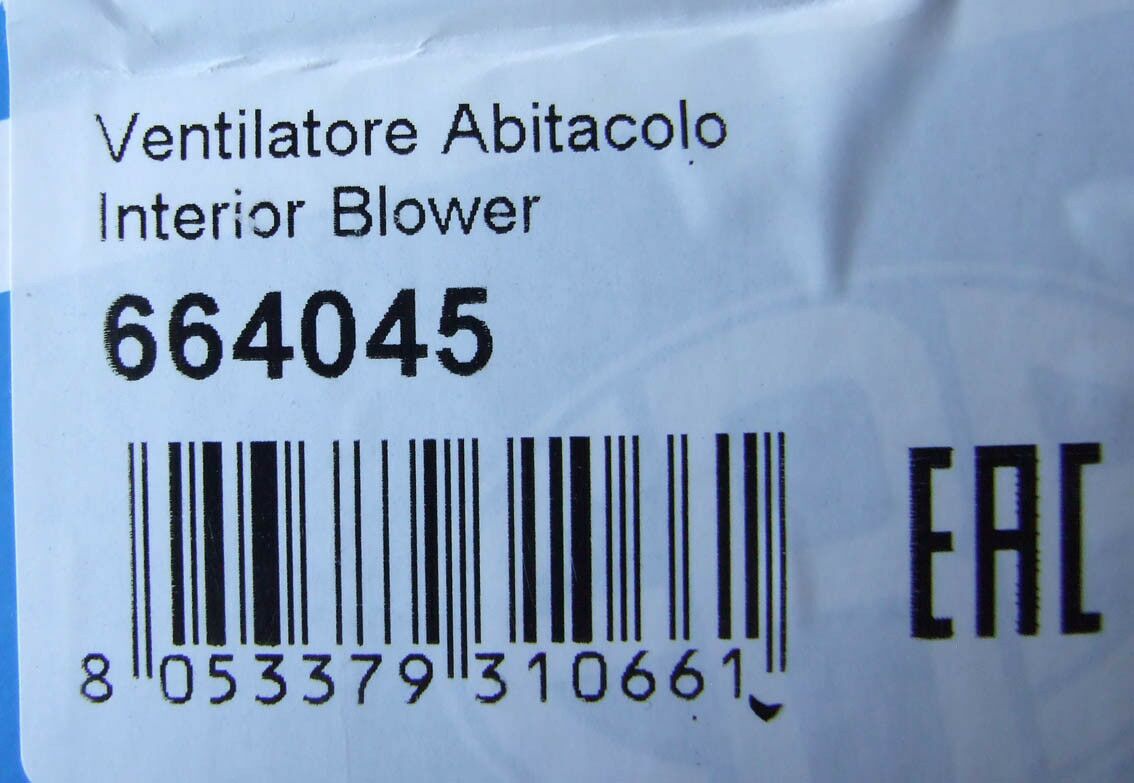 Ventilatore Abitacolo
Interior Blower
664045
EAC
8 053379 310661